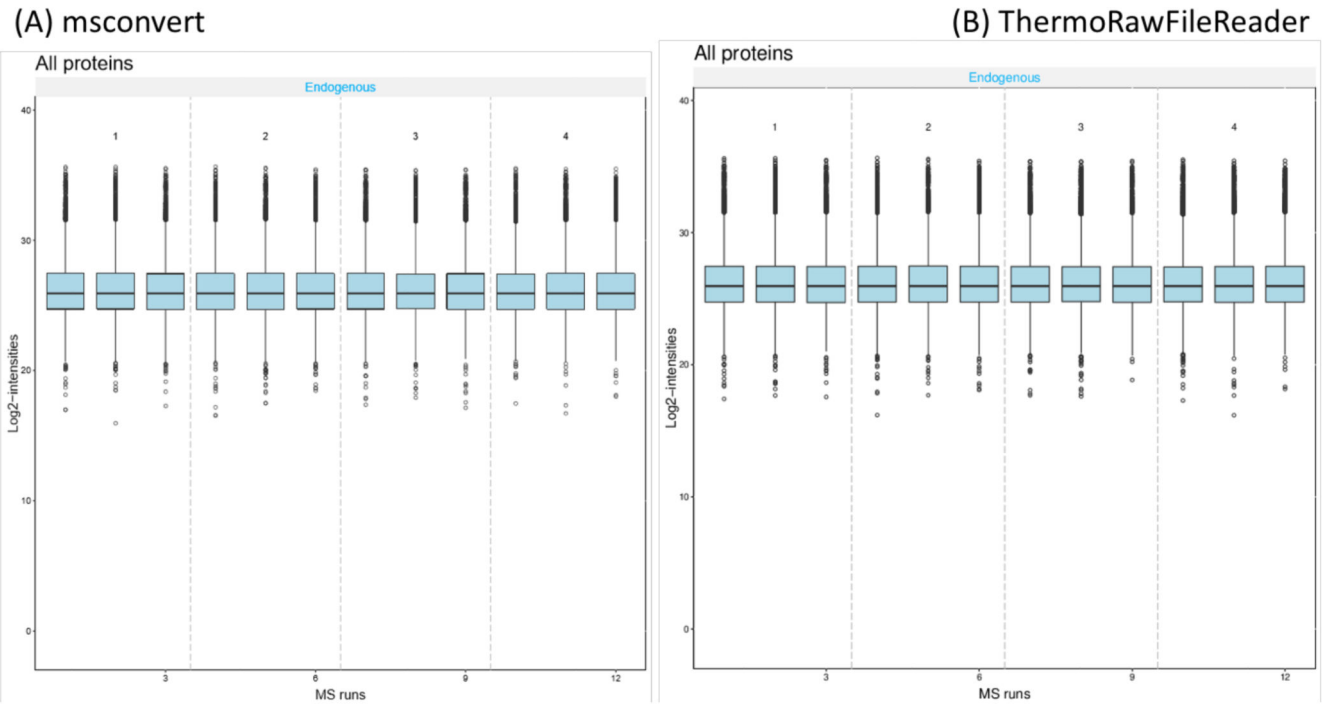 (A) msconvert
All proteins
Endogenous
40
30
20
10
0
1
2
3
4
Log2-intensities
3
6
9
12
MS runs
(B) ThermoRawFileReader
All proteins
Endogenous
40
30
20
10
0
1
2
3
4
Log2-intensities
3
6
9
12
MS runs